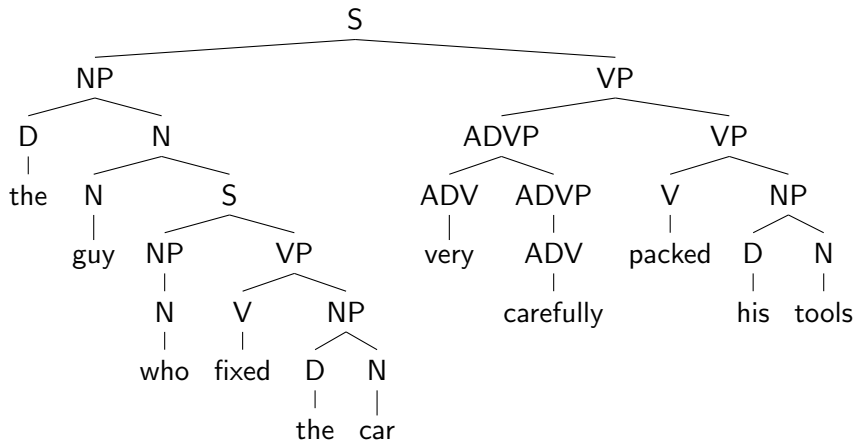 S
NP VP
D N ADVP VP
the N S ADV ADVP V NP
guy NP VP very ADV packed D N
N V NP carefully his tools
who fixed D N
the car